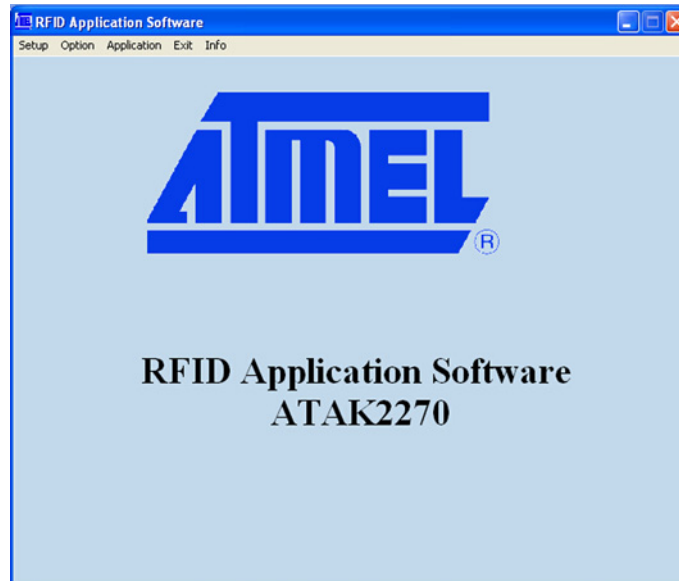 RFID Application Software
Setup Option Application Exit Info
ATMEL
®
RFID Application Software
ATAK2270